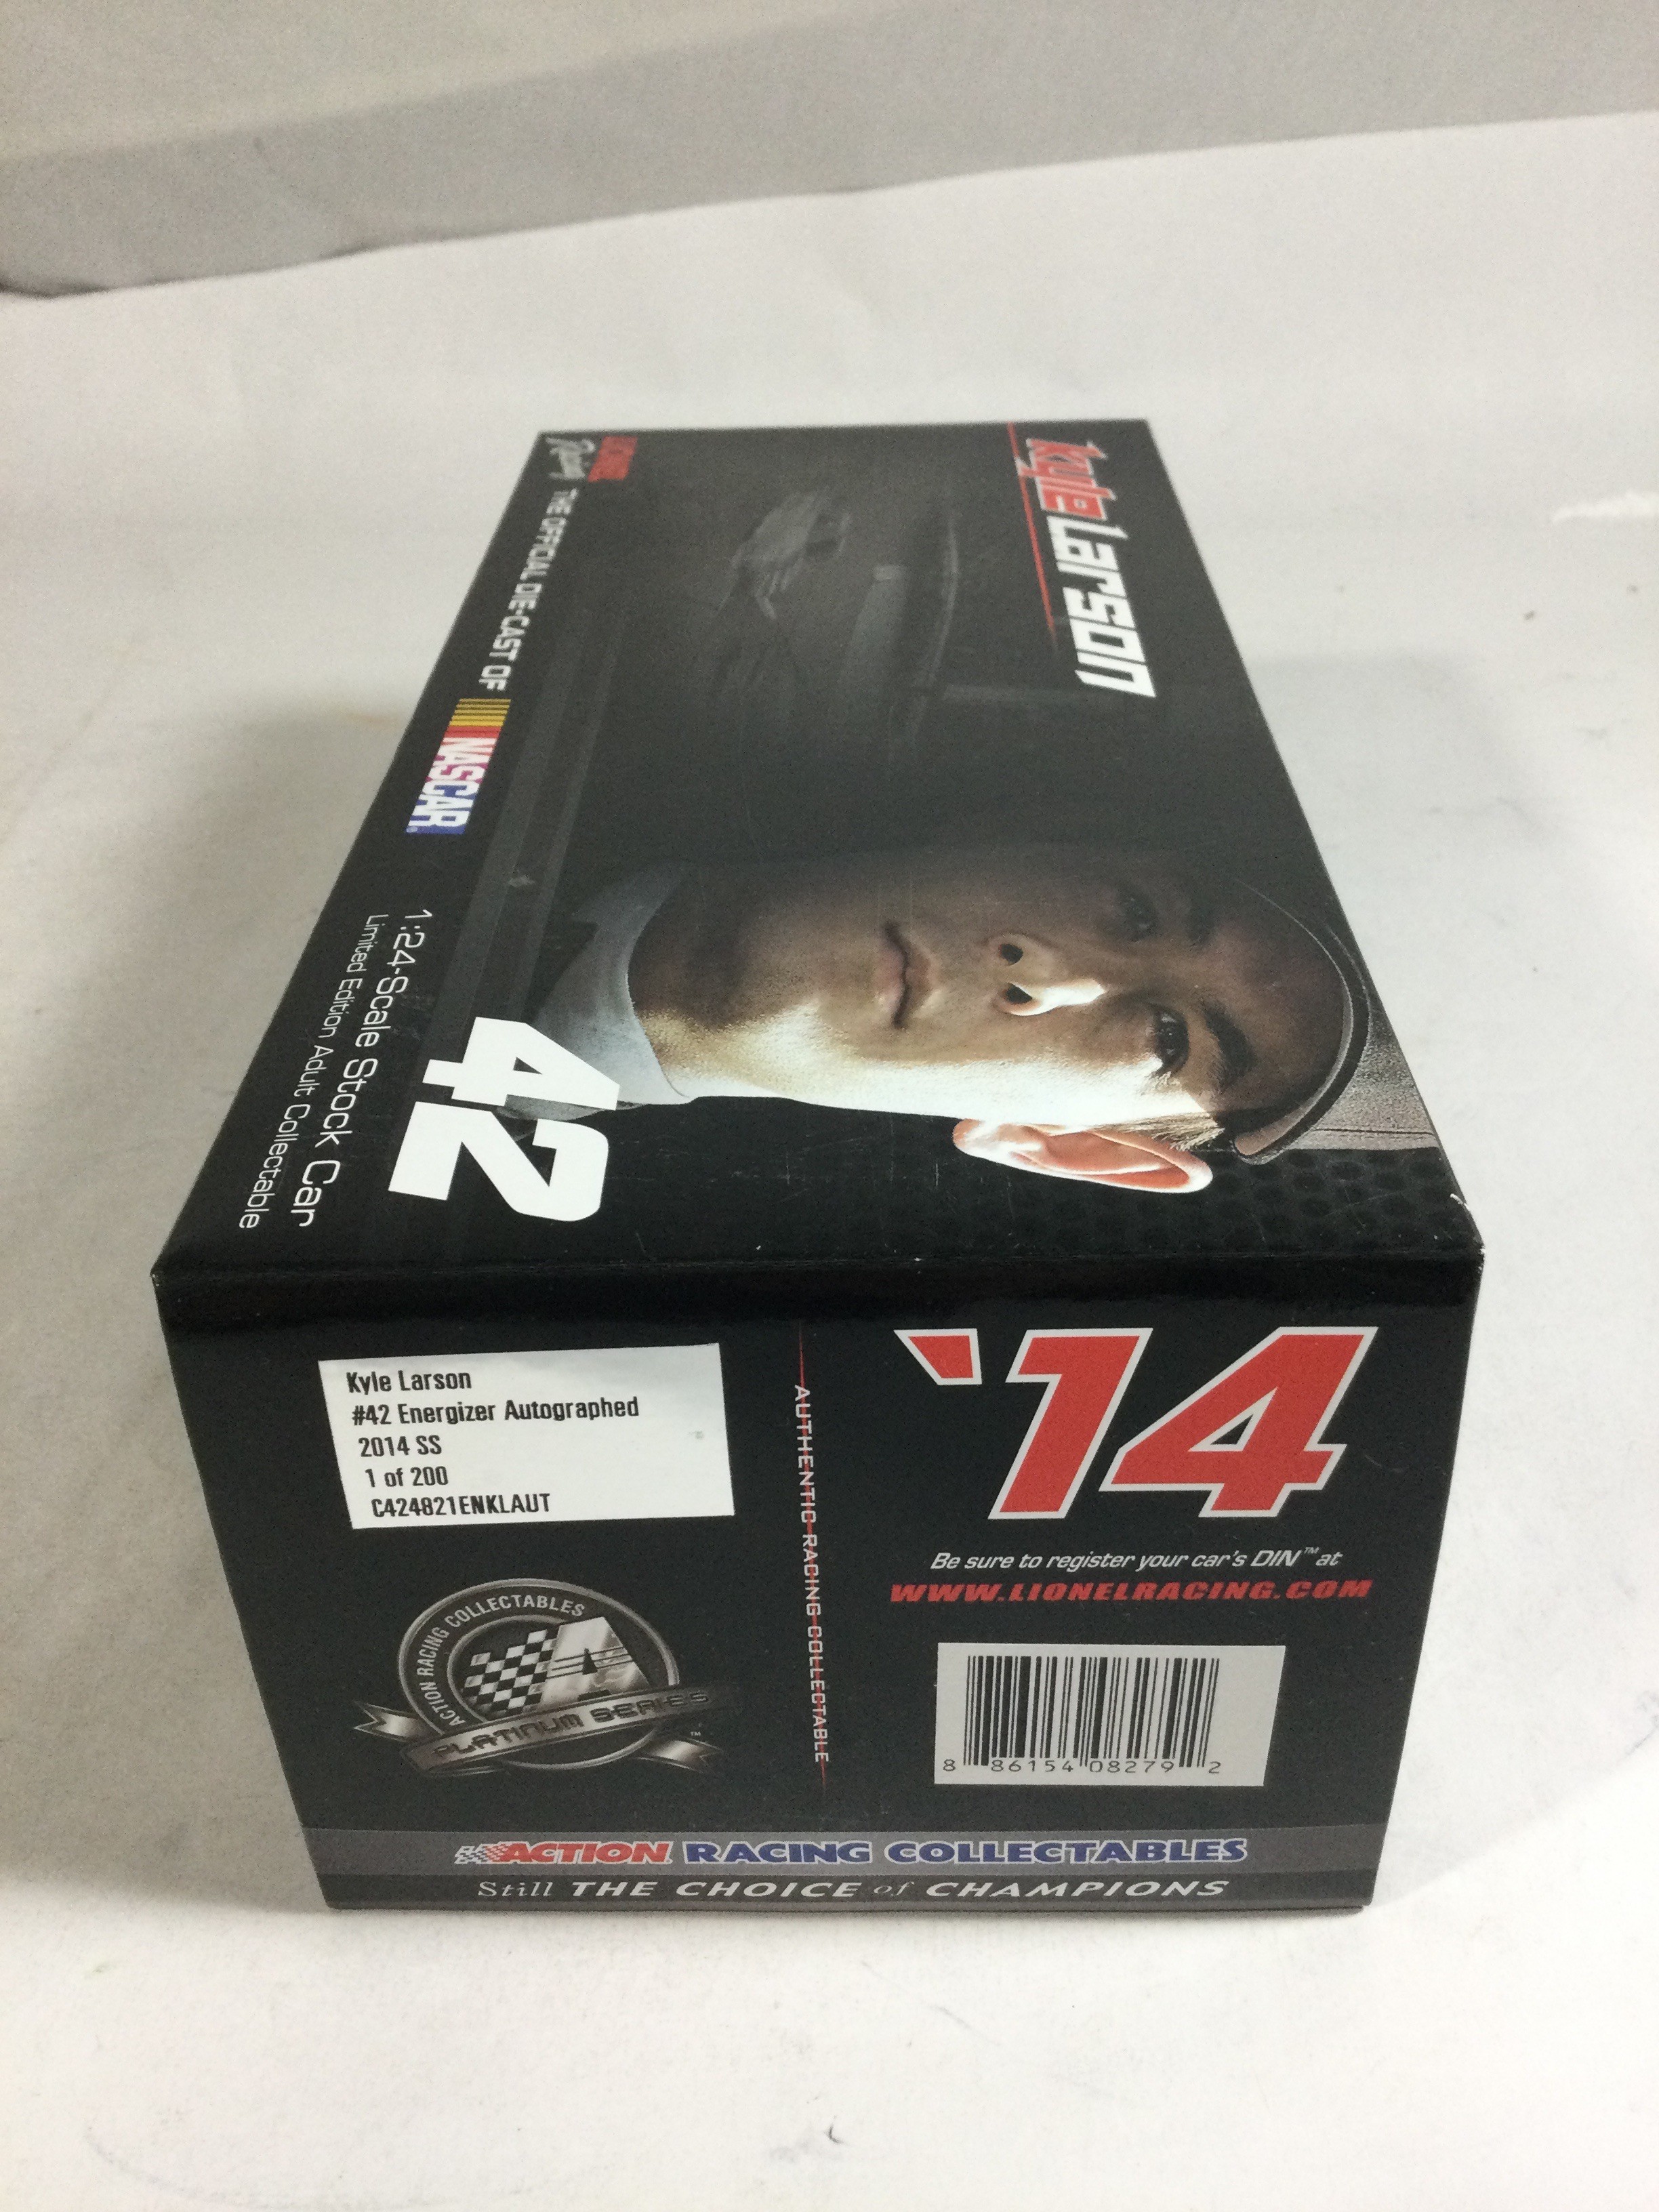 Kyle Larson
LIONEL Racing THE OFFICIAL DIE-CAST OF NASCAR®
42
1:24-Scale Stock Car
Limited Edition Adult Collectable
Kyle Larson
#42 Energizer Autographed
2014 SS
1 of 200
C424821ENKLAUT
AUTHENTIC RACING COLLECTABLE
'14
Be sure to register your car's DIN™ at
WWW.LIONELRACING.COM
8 86154 08279 2
ACTION RACING COLLECTABLES
PLATINUM SERIES™
ACTION RACING COLLECTABLES
Still THE CHOICE of CHAMPIONS